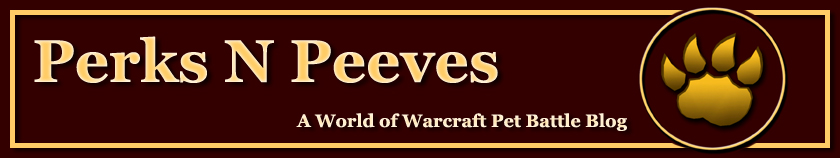 Perks N Peeves
A World of Warcraft Pet Battle Blog